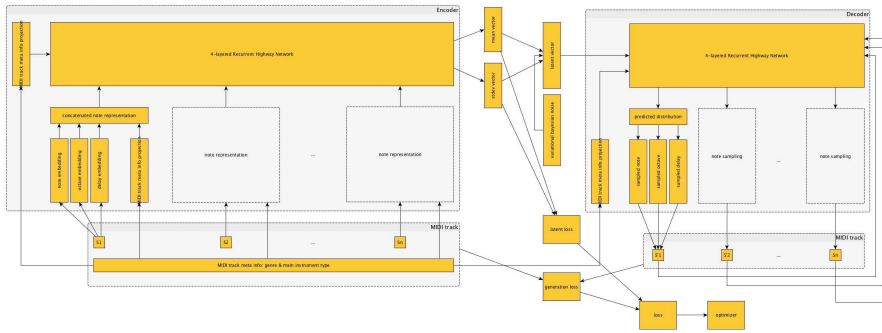 Encoder
MIDI track meta info projection
4-layered Recurrent Highway Network
concatenated note representation
note embedding
octave embedding
delay embedding
MIDI track meta info projection
note representation
...
note representation
MIDI track
S1
S2
...
Sn
MIDI track meta info: genre & main instrument type
mean vector
stdev vector
latent vector
variational bayesian noise
latent loss
generation loss
loss
optimizer
Decoder
4-layered Recurrent Highway Network
MIDI track meta info projection
predicted distribution
sampled note
sampled octave
sampled delay
note sampling
...
note sampling
MIDI track
S'1
S'2
...
Sn